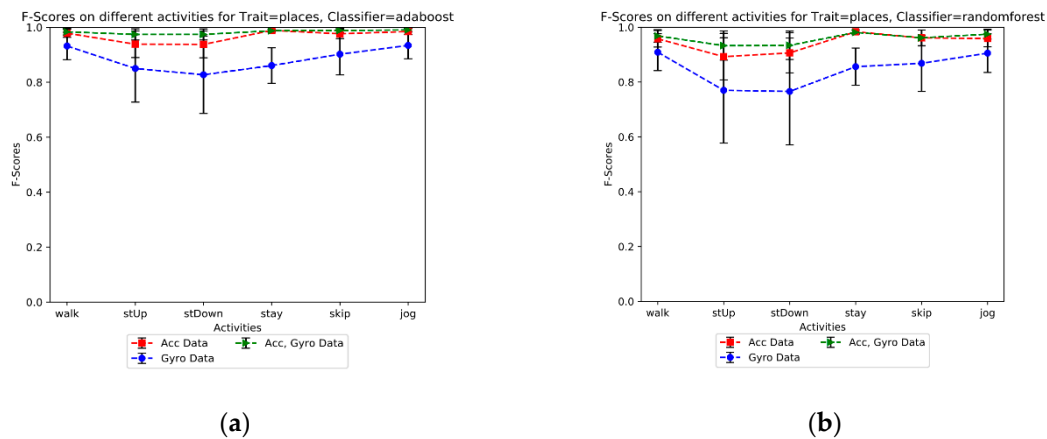 F-Scores on different activities for Trait=places, Classifier=adaboost
1.0
0.8
0.6
0.4
0.2
0.0
F-Scores
walk stUp stDown stay skip jog
Activities
Acc Data Acc, Gyro Data
Gyro Data
(a)
F-Scores on different activities for Trait=places, Classifier=randomforest
1.0
0.8
0.6
0.4
0.2
0.0
F-Scores
walk stUp stDown stay skip jog
Activities
Acc Data Acc, Gyro Data
Gyro Data
(b)